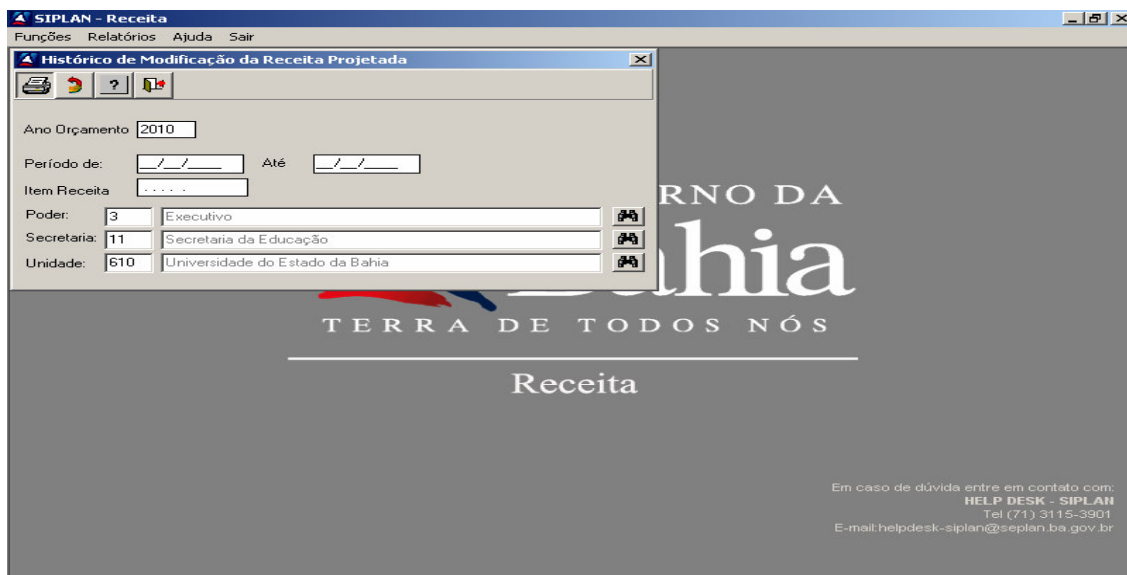 SIPLAN - Receita
Funções Relatórios Ajuda Sair
Histórico de Modificação da Receita Projetada
?
Ano Orçamento 2010
Período de: __/__/____ Até __/__/____
Item Receita . . . . .
Poder: 3 Executivo
Secretaria: 11 Secretaria da Educação
Unidade: 610 Universidade do Estado da Bahia
RNO DA
ahia
TERRA DE TODOS NÓS
Receita
Em caso de dúvida entre em contato com:
HELP DESK - SIPLAN
Tel (71) 3115-3901
E-mail:helpdesk-siplan@seplan.ba.gov.br